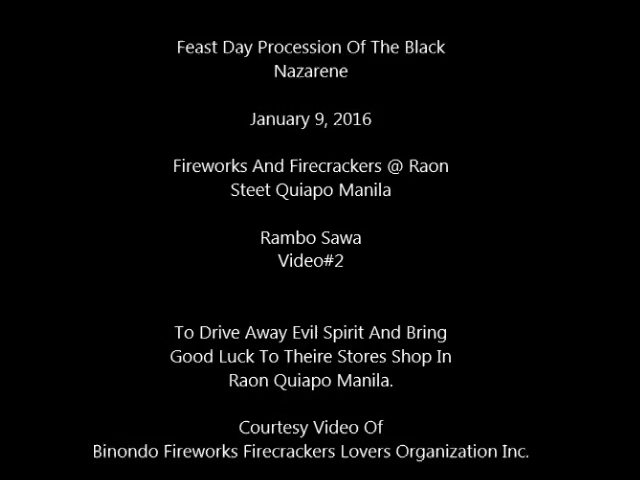 Feast Day Procession Of The Black
Nazarene
January 9, 2016
Fireworks And Firecrackers @ Raon
Steet Quiapo Manila
Rambo Sawa
Video#2
To Drive Away Evil Spirit And Bring
Good Luck To Theire Stores Shop In
Raon Quiapo Manila.
Courtesy Video Of
Binondo Fireworks Firecrackers Lovers Organization Inc.